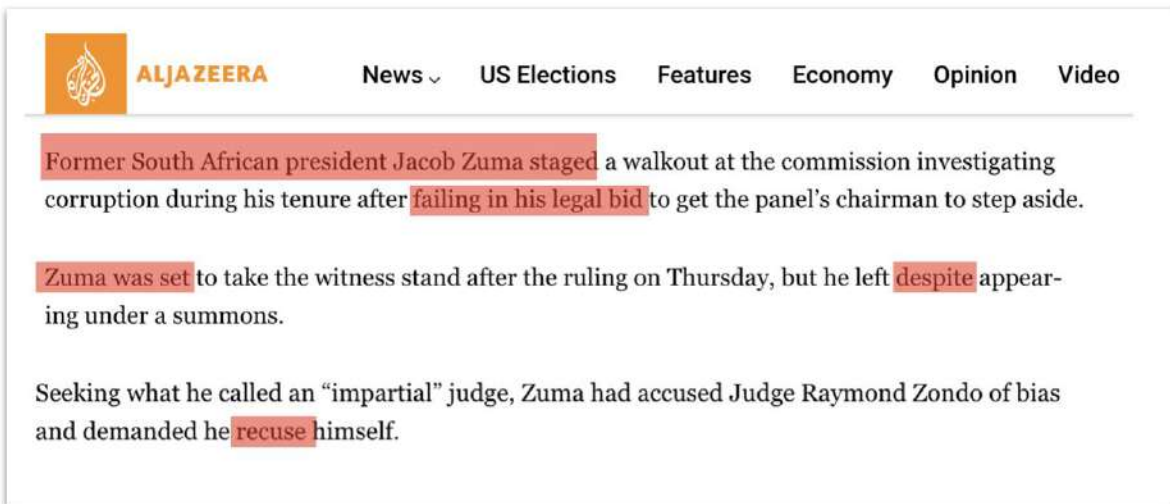 ALJAZEERA News US Elections Features Economy Opinion Video
Former South African president Jacob Zuma staged a walkout at the commission investigating
corruption during his tenure after failing in his legal bid to get the panel’s chairman to step aside.
Zuma was set to take the witness stand after the ruling on Thursday, but he left despite appear-
ing under a summons.
Seeking what he called an “impartial” judge, Zuma had accused Judge Raymond Zondo of bias
and demanded he recuse himself.